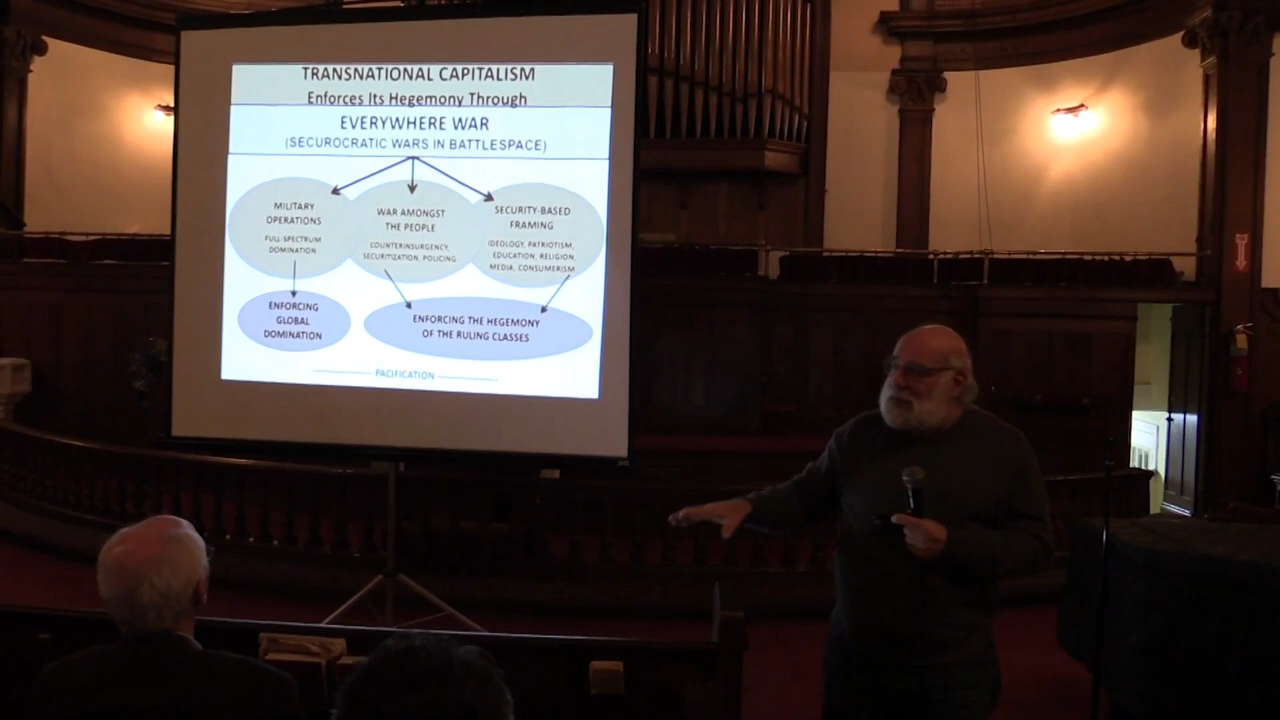 TRANSNATIONAL CAPITALISM
Enforces Its Hegemony Through
EVERYWHERE WAR
(SECUROCRATIC WARS IN BATTLESPACE)
MILITARY
OPERATIONS
FULL-SPECTRUM
DOMINATION
WAR AMONGST
THE PEOPLE
COUNTERINSURGENCY,
SECURITIZATION, POLICING
SECURITY-BASED
FRAMING
IDEOLOGY, PATRIOTISM,
EDUCATION, RELIGION,
MEDIA, CONSUMERISM
ENFORCING
GLOBAL
DOMINATION
ENFORCING THE HEGEMONY
OF THE RULING CLASSES
PACIFICATION